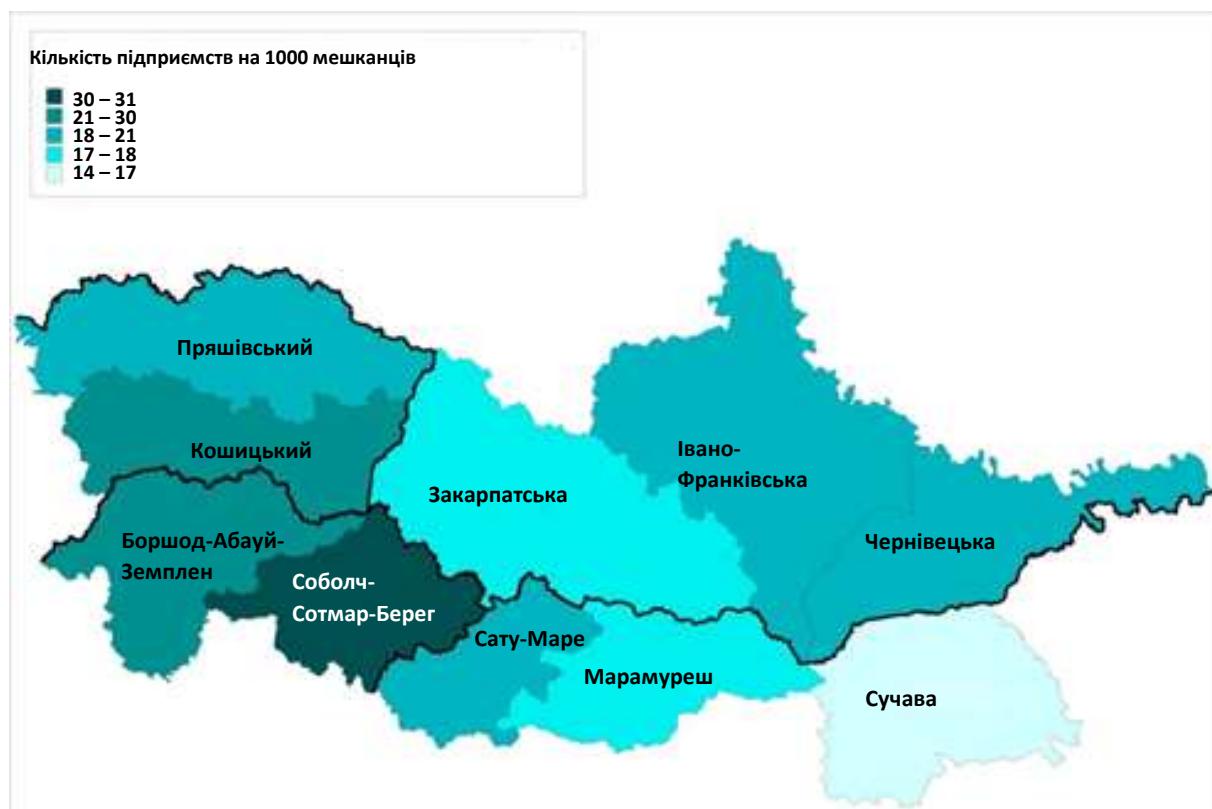 Кількість підприємств на 1000 мешканців
30 – 31
21 – 30
18 – 21
17 – 18
14 – 17
Пряшівський
Кошицький
Івано-
Франківська
Закарпатська
Боршод-Абауй-
Земплен
Чернівецька
Соболч-
Сотмар-Берег
Сату-Маре
Марамуреш
Сучава